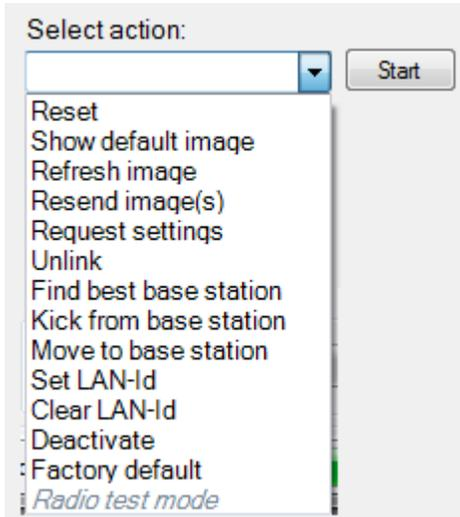 Select action:
Start
Reset
Show default image
Refresh image
Resend image(s)
Request settings
Unlink
Find best base station
Kick from base station
Move to base station
Set LAN-Id
Clear LAN-Id
Deactivate
Factory default
Radio test mode